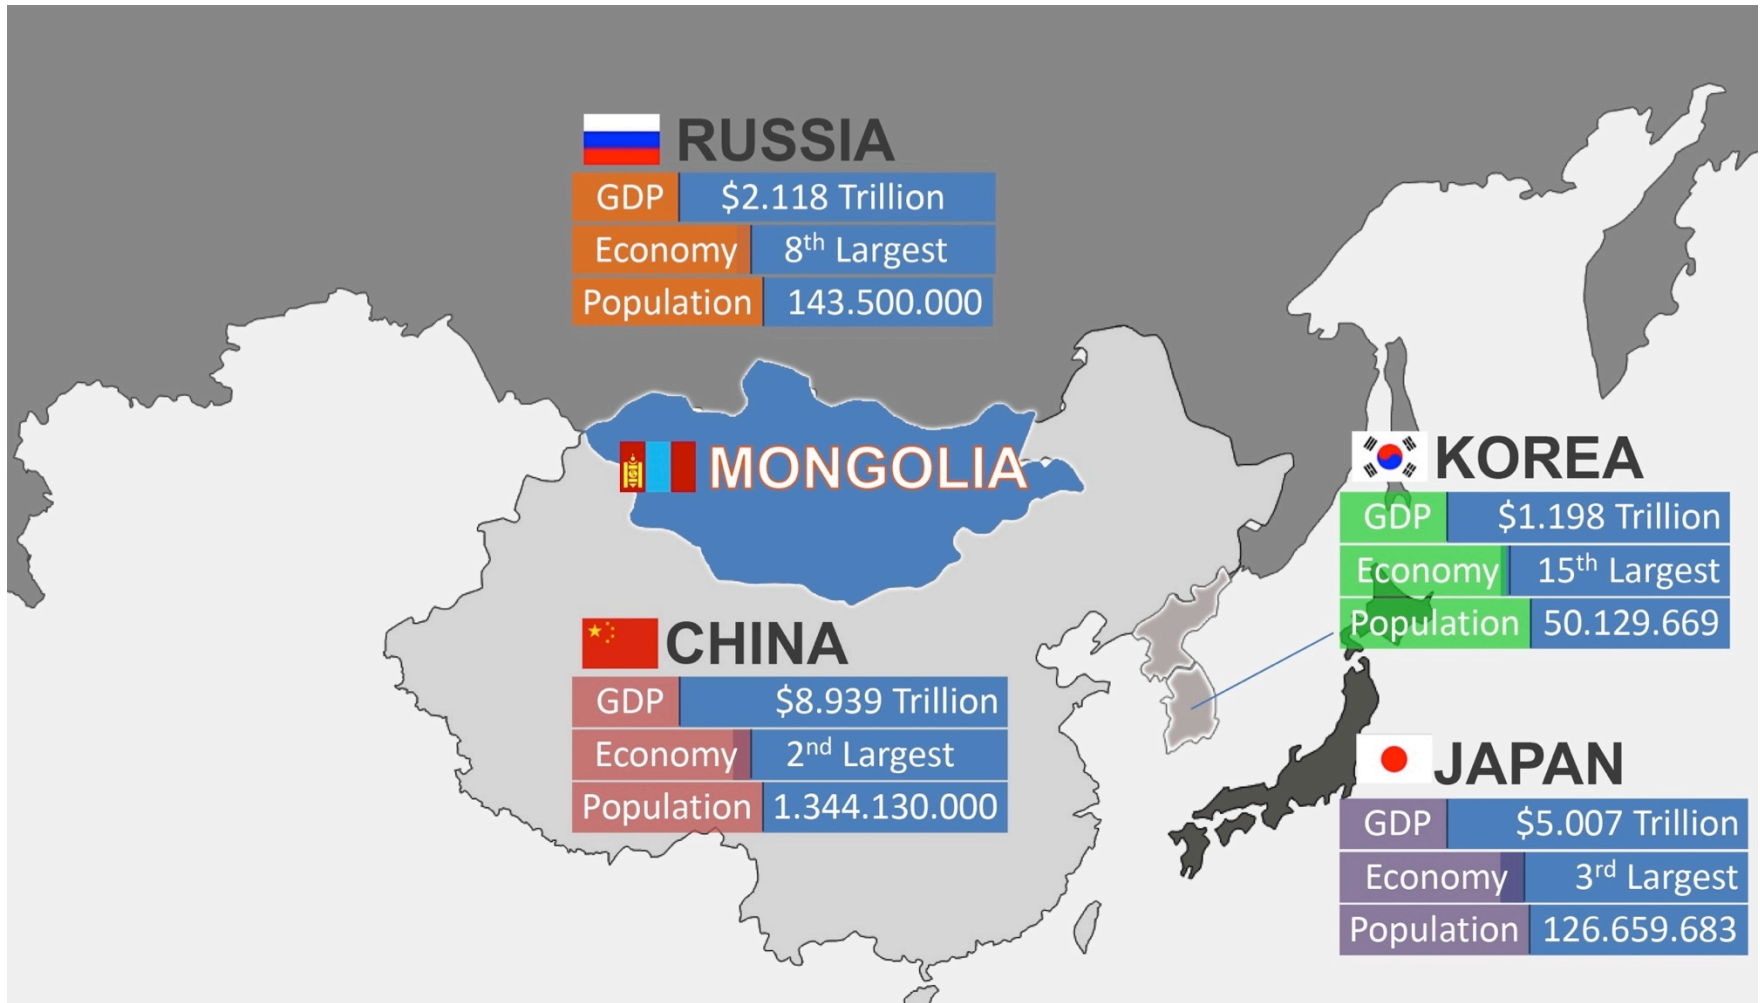 RUSSIA
GDP $2.118 Trillion
Economy 8th Largest
Population 143.500.000
MONGOLIA
KOREA
GDP $1.198 Trillion
Economy 15th Largest
Population 50.129.669
CHINA
GDP $8.939 Trillion
Economy 2nd Largest
Population 1.344.130.000
JAPAN
GDP $5.007 Trillion
Economy 3rd Largest
Population 126.659.683